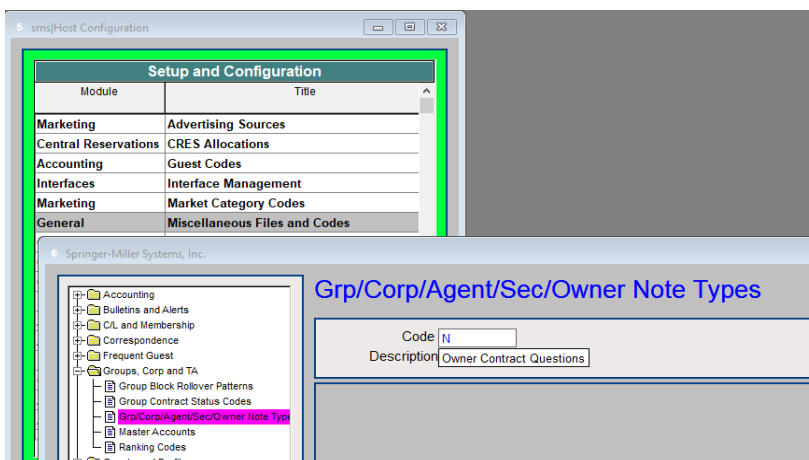 5 sms|Host Configuration
Setup and Configuration
Module Title
Marketing Advertising Sources
Central Reservations CRES Allocations
Accounting Guest Codes
Interfaces Interface Management
Marketing Market Category Codes
General Miscellaneous Files and Codes
5 Springer-Miller Systems, Inc.
Accounting
Bulletins and Alerts
C/L and Membership
Correspondence
Frequent Guest
Groups, Corp and TA
Group Block Rollover Patterns
Group Contract Status Codes
Grp/Corp/Agent/Sec/Owner Note Type
Master Accounts
Ranking Codes
Grp/Corp/Agent/Sec/Owner Note Types
Code N
Description Owner Contract Questions